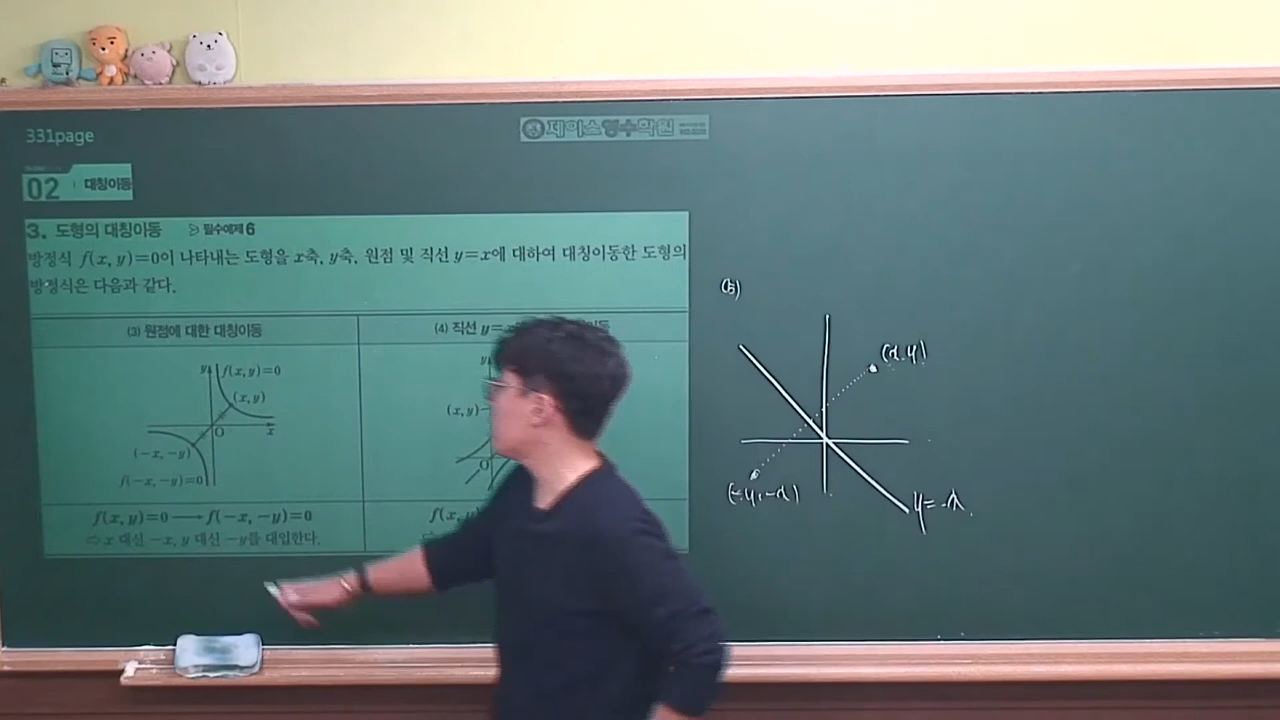 331page
제이스영수학원
02 대칭이동
3. 도형의 대칭이동 ▷ 필수예제 6
방정식 f(x, y)=0이 나타내는 도형을 x축, y축, 원점 및 직선 y=x에 대하여 대칭이동한 도형의
방정식은 다음과 같다.
(3) 원점에 대한 대칭이동
(4) 직선 y=
y f(x, y)=0
(x, y)
O x
(-x, -y)
f(-x, -y)=0
y
(x, y)
O
f(x, y)=0 → f(-x, -y)=0
⇨ x 대신 -x, y 대신 -y를 대입한다.
(5)
(x, y)
(-y, -x)
y=-x